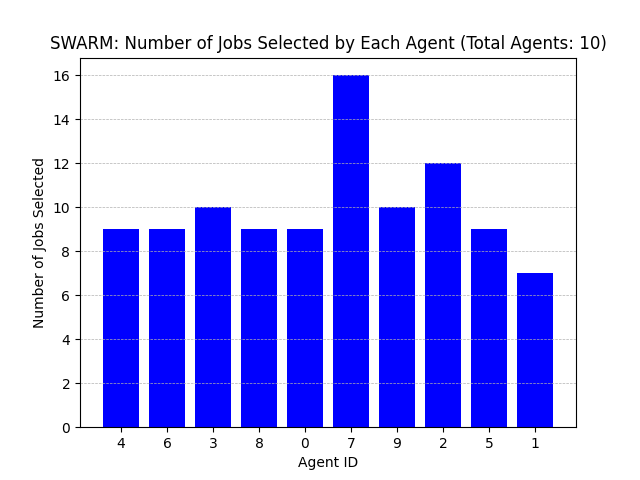 SWARM: Number of Jobs Selected by Each Agent (Total Agents: 10)
16
14
12
10
8
6
4
2
0
Number of Jobs Selected
4 6 3 8 0 7 9 2 5 1
Agent ID